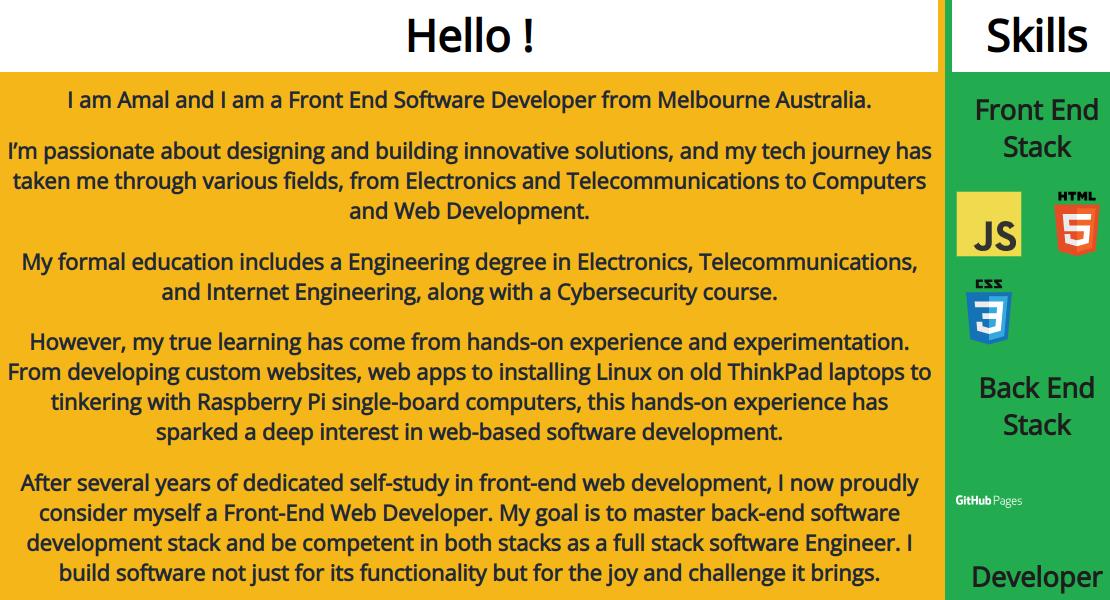 Hello !
I am Amal and I am a Front End Software Developer from Melbourne Australia.
I’m passionate about designing and building innovative solutions, and my tech journey has
taken me through various fields, from Electronics and Telecommunications to Computers
and Web Development.
My formal education includes a Engineering degree in Electronics, Telecommunications,
and Internet Engineering, along with a Cybersecurity course.
However, my true learning has come from hands-on experience and experimentation.
From developing custom websites, web apps to installing Linux on old ThinkPad laptops to
tinkering with Raspberry Pi single-board computers, this hands-on experience has
sparked a deep interest in web-based software development.
After several years of dedicated self-study in front-end web development, I now proudly
consider myself a Front-End Web Developer. My goal is to master back-end software
development stack and be competent in both stacks as a full stack software Engineer. I
build software not just for its functionality but for the joy and challenge it brings.
Skills
Front End
Stack
JS
HTML
5
CSS
3
Back End
Stack
GitHub Pages
Developer